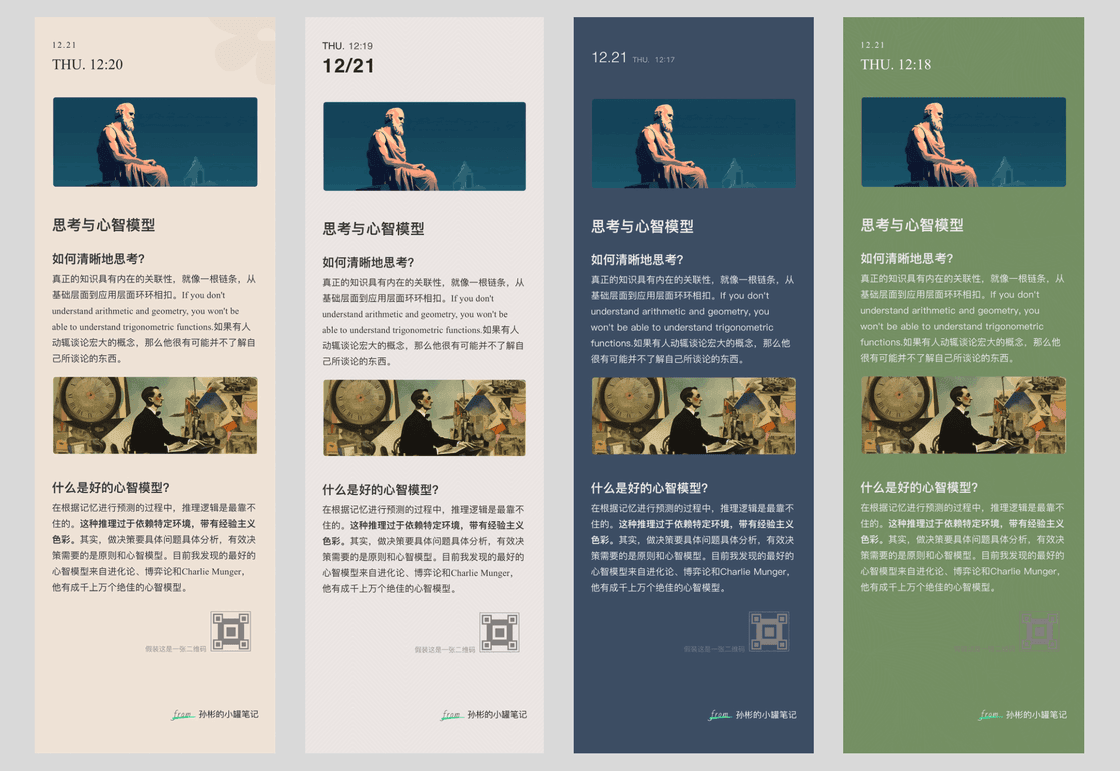 12.21
THU. 12:20
思考与心智模型
如何清晰地思考?
真正的知识具有内在的关联性，就像一根链条，从
基础层面到应用层面环环相扣。If you don't
understand arithmetic and geometry, you won't be
able to understand trigonometric functions.如果有人
动辄谈论宏大的概念，那么他很有可能并不了解自
己所谈论的东西。
什么是好的心智模型?
在根据记忆进行预测的过程中，推理逻辑是最靠不
住的。这种推理过于依赖特定环境，带有经验主义
色彩。其实，做决策要具体问题具体分析，有效决
策需要的是原则和心智模型。目前我发现的最好的
心智模型来自进化论、博弈论和Charlie Munger，
他有成千上万个绝佳的心智模型。
假装这是一张二维码
from 孙彬的小罐笔记
THU. 12:19
12/21
思考与心智模型
如何清晰地思考?
真正的知识具有内在的关联性，就像一根链条，从
基础层面到应用层面环环相扣。If you don't
understand arithmetic and geometry, you won't be
able to understand trigonometric functions.如果有人
动辄谈论宏大的概念，那么他很有可能并不了解自
己所谈论的东西。
什么是好的心智模型?
在根据记忆进行预测的过程中，推理逻辑是最靠不
住的。这种推理过于依赖特定环境，带有经验主义
色彩。其实，做决策要具体问题具体分析，有效决
策需要的是原则和心智模型。目前我发现的最好的
心智模型来自进化论、博弈论和Charlie Munger，
他有成千上万个绝佳的心智模型。
假装这是一张二维码
from 孙彬的小罐笔记
12.21 THU. 12:17
思考与心智模型
如何清晰地思考?
真正的知识具有内在的关联性，就像一根链条，从
基础层面到应用层面环环相扣。If you don't
understand arithmetic and geometry, you
won't be able to understand trigonometric
functions.如果有人动辄谈论宏大的概念，那么他
很有可能并不了解自己所谈论的东西。
什么是好的心智模型?
在根据记忆进行预测的过程中，推理逻辑是最靠不
住的。这种推理过于依赖特定环境，带有经验主义
色彩。其实，做决策要具体问题具体分析，有效决
策需要的是原则和心智模型。目前我发现的最好的
心智模型来自进化论、博弈论和Charlie Munger，
他有成千上万个绝佳的心智模型。
假装这是一张二维码
from 孙彬的小罐笔记
12.21
THU. 12:18
思考与心智模型
如何清晰地思考?
真正的知识具有内在的关联性，就像一根链条，从
基础层面到应用层面环环相扣。If you don't
understand arithmetic and geometry, you
won't be able to understand trigonometric
functions.如果有人动辄谈论宏大的概念，那么他
很有可能并不了解自己所谈论的东西。
什么是好的心智模型?
在根据记忆进行预测的过程中，推理逻辑是最靠不
住的。这种推理过于依赖特定环境，带有经验主义
色彩。其实，做决策要具体问题具体分析，有效决
策需要的是原则和心智模型。目前我发现的最好的
心智模型来自进化论、博弈论和Charlie Munger，
他有成千上万个绝佳的心智模型。
from 孙彬的小罐笔记